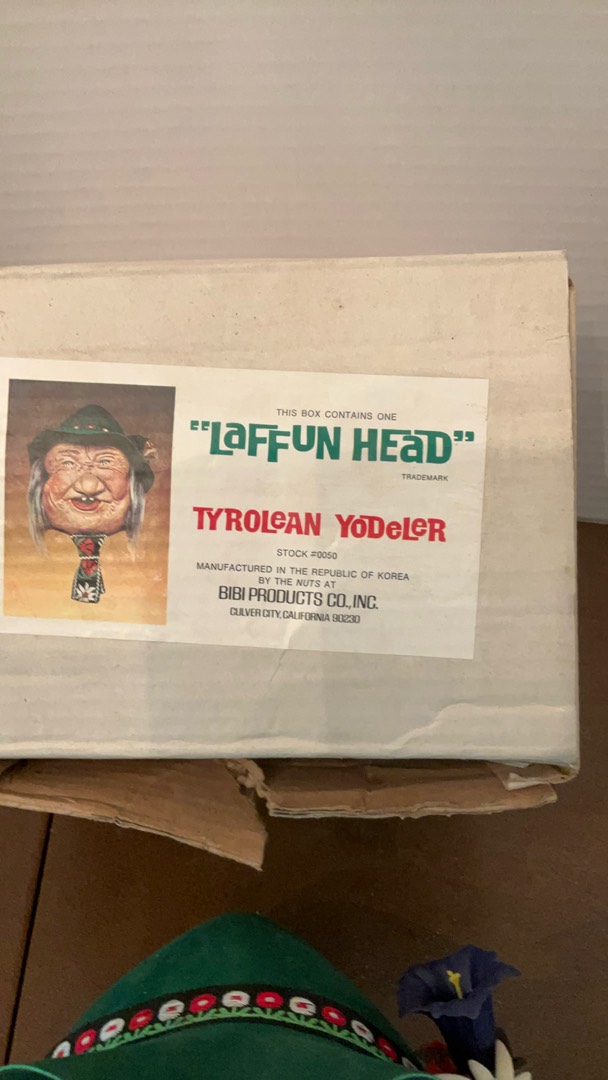 THIS BOX CONTAINS ONE
"LaFFUN HEaD"
TRADEMARK
TYROLeAN YODeLeR
STOCK #0050
MANUFACTURED IN THE REPUBLIC OF KOREA
BY THE NUTS AT
BIBI PRODUCTS CO., INC.
CULVER CITY, CALIFORNIA 90230